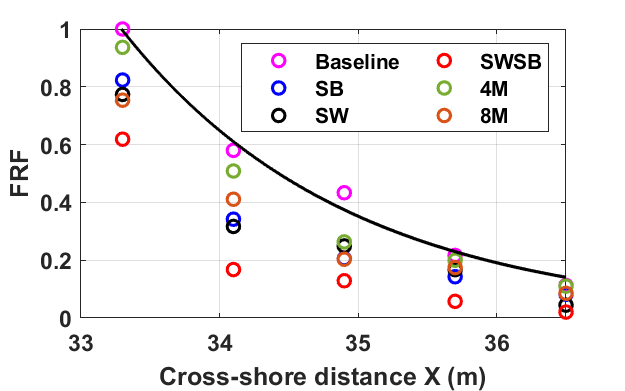 1
0.8
0.6
0.4
0.2
0
FRF
Baseline
SB
SW
SWSB
4M
8M
33
34
35
36
Cross-shore distance X (m)